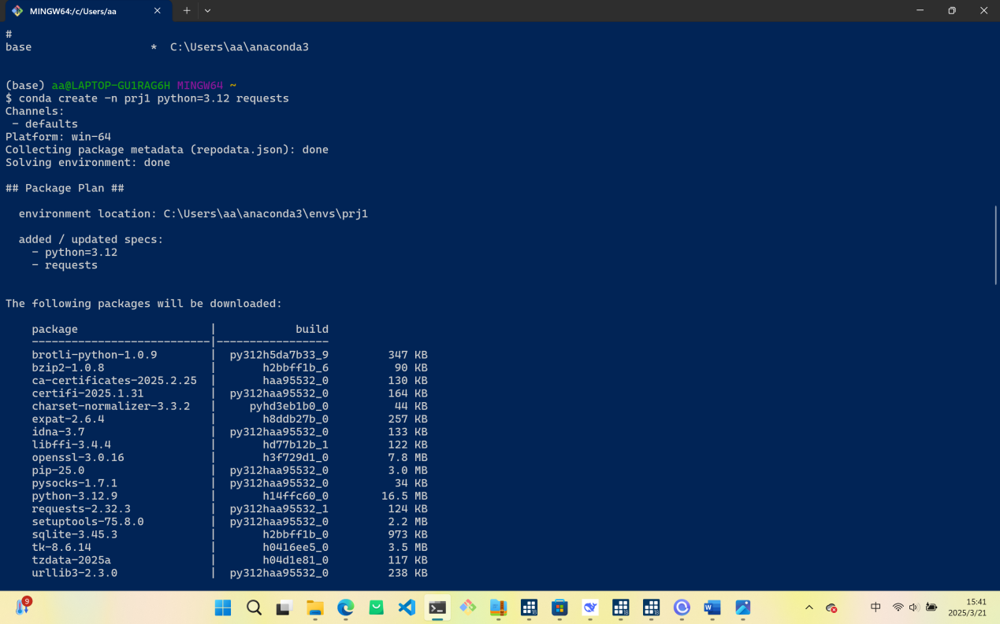 MINGW64:/c/Users/aa
#
base * C:\Users\aa\anaconda3
(base) aa@LAPTOP-GU1RAG6H MINGW64 ~
$ conda create -n prj1 python=3.12 requests
Channels:
- defaults
Platform: win-64
Collecting package metadata (repodata.json): done
Solving environment: done
## Package Plan ##
environment location: C:\Users\aa\anaconda3\envs\prj1
added / updated specs:
- python=3.12
- requests
The following packages will be downloaded:
package | build
---------------------------|-----------------
brotli-python-1.0.9 | py312h5da7b33_9 347 KB
bzip2-1.0.8 | h2bbff1b_6 90 KB
ca-certificates-2025.2.25 | haa95532_0 130 KB
certifi-2025.1.31 | py312haa95532_0 164 KB
charset-normalizer-3.3.2 | pyhd3eb1b0_0 44 KB
expat-2.6.4 | h8ddb27b_0 257 KB
idna-3.7 | py312haa95532_0 133 KB
libffi-3.4.4 | hd77b12b_1 122 KB
openssl-3.0.16 | h3f729d1_0 7.8 MB
pip-25.0 | py312haa95532_0 3.0 MB
pysocks-1.7.1 | py312haa95532_0 34 KB
python-3.12.9 | h14ffc60_0 16.5 MB
requests-2.32.3 | py312haa95532_1 124 KB
setuptools-75.8.0 | py312haa95532_0 2.2 MB
sqlite-3.45.3 | h2bbff1b_0 973 KB
tk-8.6.14 | h0416ee5_0 3.5 MB
tzdata-2025a | h04d1e81_0 117 KB
urllib3-2.3.0 | py312haa95532_0 238 KB
9
18
18
18
W
中
15:41
2025/3/21